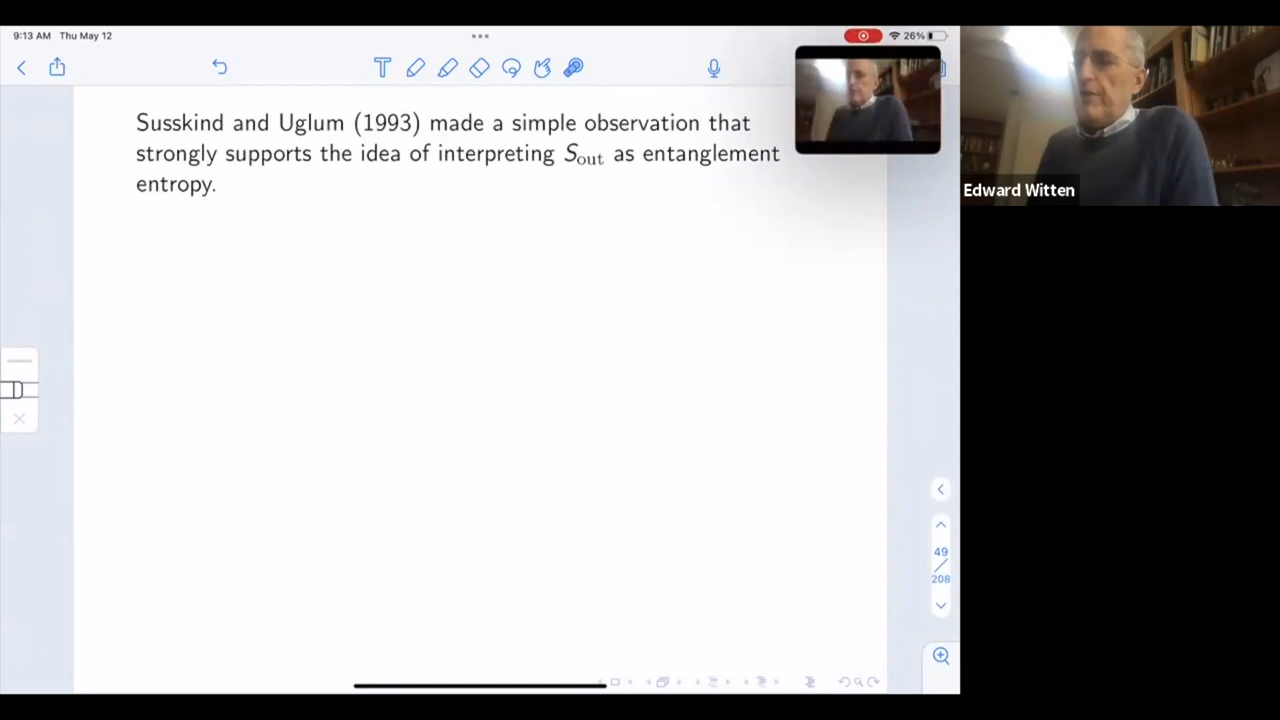 9:13 AM Thu May 12
26%
Susskind and Uglum (1993) made a simple observation that
strongly supports the idea of interpreting S_out as entanglement
entropy.
Edward Witten
49
208